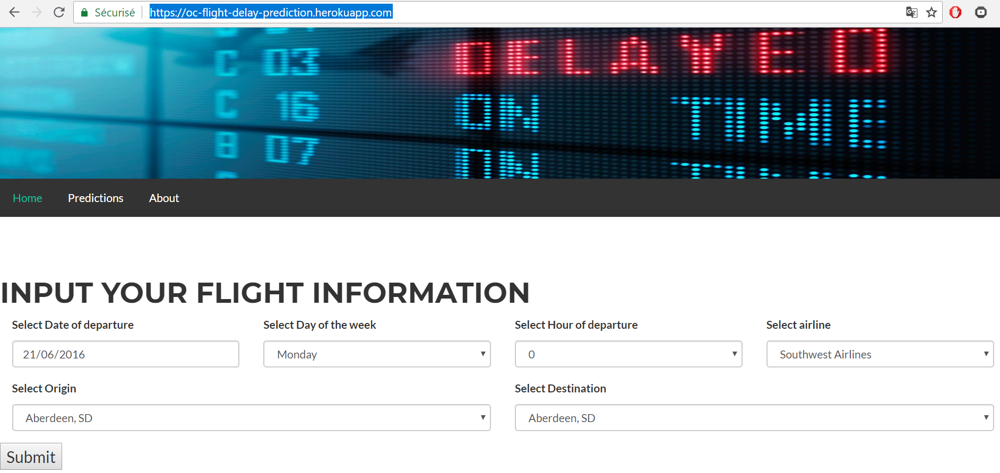 Sécurisé https://oc-flight-delay-prediction.herokuapp.com
C 03 DELAYED
C 16 ON TIME
B 07 ON TIME
Home Predictions About
INPUT YOUR FLIGHT INFORMATION
Select Date of departure Select Day of the week Select Hour of departure Select airline
21/06/2016 Monday 0 Southwest Airlines
Select Origin Select Destination
Aberdeen, SD Aberdeen, SD
Submit